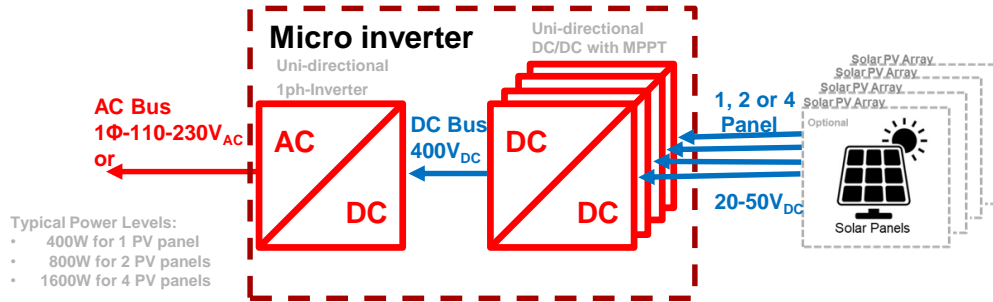 Micro inverter
Uni-directional
1ph-Inverter
Uni-directional
DC/DC with MPPT
AC Bus
1Φ-110-230VAC
or
AC
DC
DC Bus
400VDC
DC
DC
1, 2 or 4
Panel
20-50VDC
Solar PV Array
Solar PV Array
Solar PV Array
Solar PV Array
Optional
Solar Panels
Typical Power Levels:
• 400W for 1 PV panel
• 800W for 2 PV panels
• 1600W for 4 PV panels